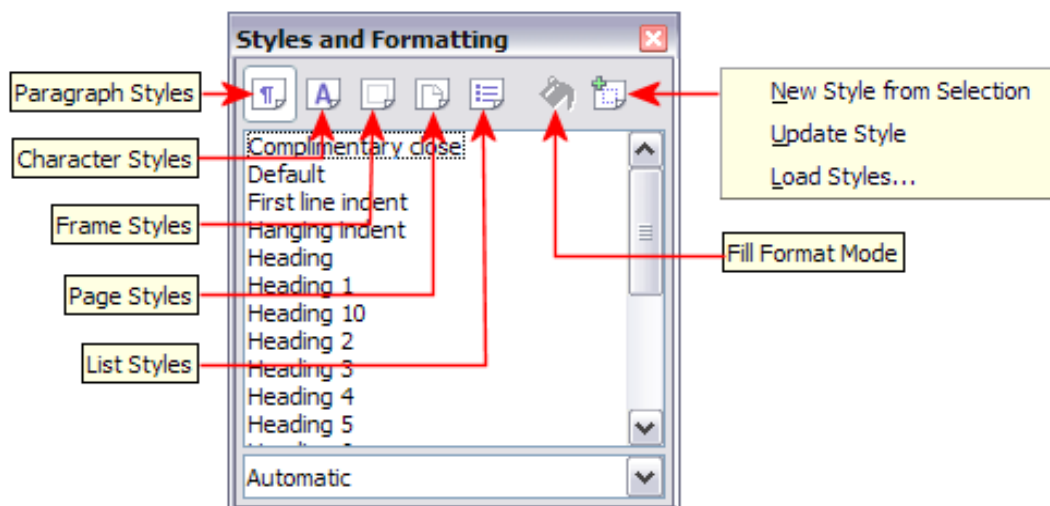 Styles and Formatting
Paragraph Styles
Character Styles
Frame Styles
Page Styles
List Styles
New Style from Selection
Update Style
Load Styles...
Fill Format Mode
Complimentary close
Default
First line indent
Hanging indent
Heading
Heading 1
Heading 10
Heading 2
Heading 3
Heading 4
Heading 5
Automatic